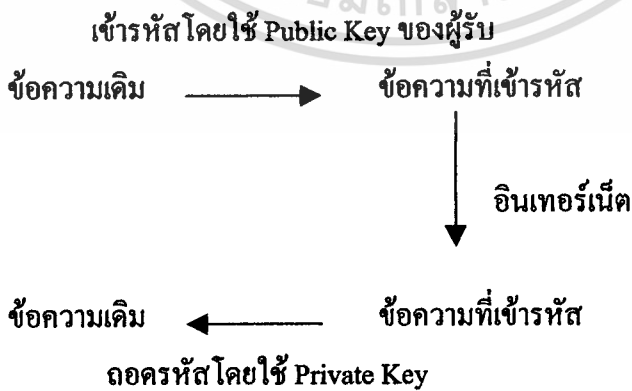 เข้ารหัสโดยใช้ Public Key ของผู้รับ
ข้อความเดิม ข้อความที่เข้ารหัส
อินเทอร์เน็ต
ข้อความเดิม ข้อความที่เข้ารหัส
ถอดรหัสโดยใช้ Private Key